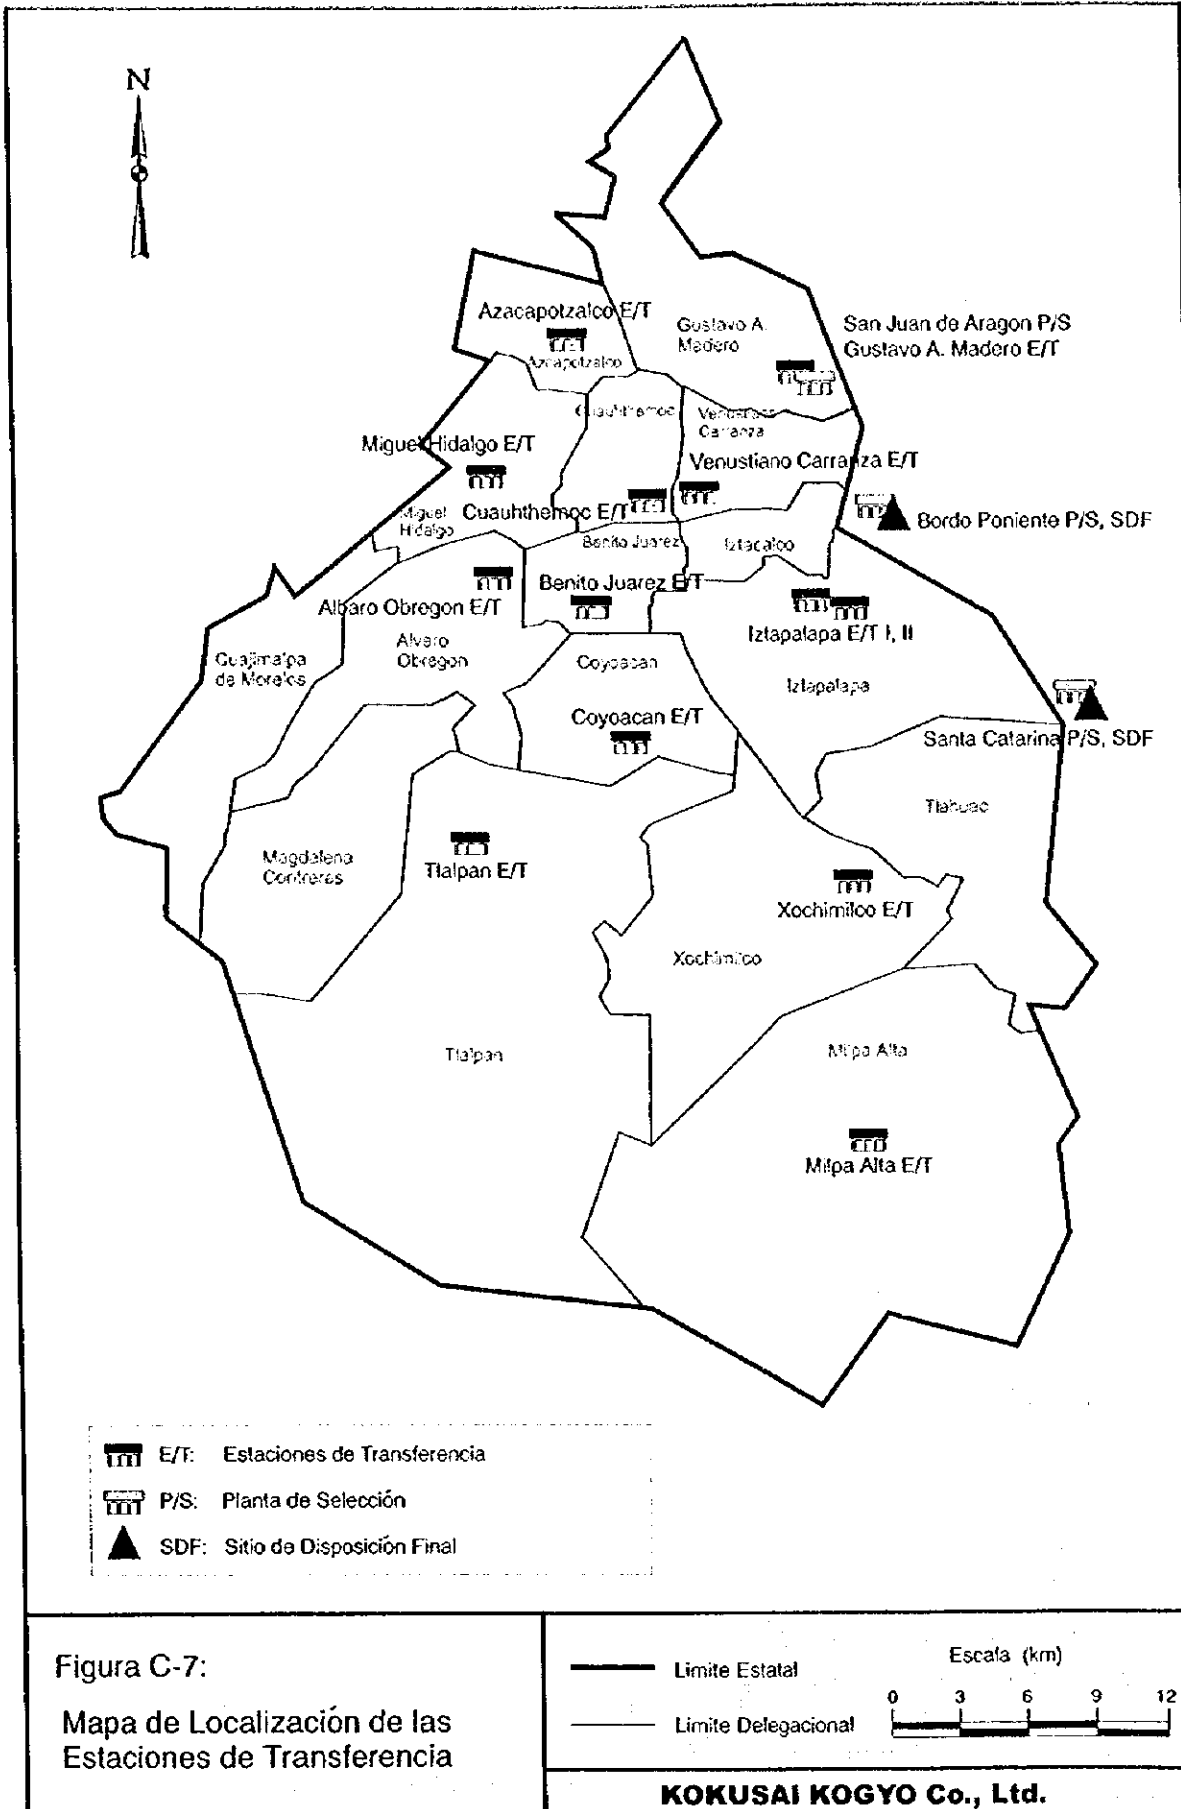 N
Azacapotzalco E/T
Azcapotzalco
Gustavo A.
Madero
San Juan de Aragon P/S
Gustavo A. Madero E/T
Cuauhthemoc
Venustiano
Carranza
Miguel Hidalgo E/T
Venustiano Carranza E/T
Miguel
Hidalgo
Cuauhthemoc E/T
Bordo Poniente P/S, SDF
Benito Juarez
Iztacalco
Benito Juarez E/T
Albaro Obregon E/T
Iztapalapa E/T I, II
Alvaro
Obregon
Guajimalpa
de Morelos
Coyoacan
Iztapalapa
Coyoacan E/T
Santa Catarina P/S, SDF
Tlahuac
Magdalena
Contreras
Tlalpan E/T
Xochimilco E/T
Xochimilco
Tlalpan
Milpa Alta
Milpa Alta E/T
E/T: Estaciones de Transferencia
P/S: Planta de Selección
SDF: Sitio de Disposición Final
Figura C-7:
Mapa de Localización de las
Estaciones de Transferencia
Limite Estatal
Limite Delegacional
Escala (km)
0 3 6 9 12
KOKUSAI KOGYO Co., Ltd.